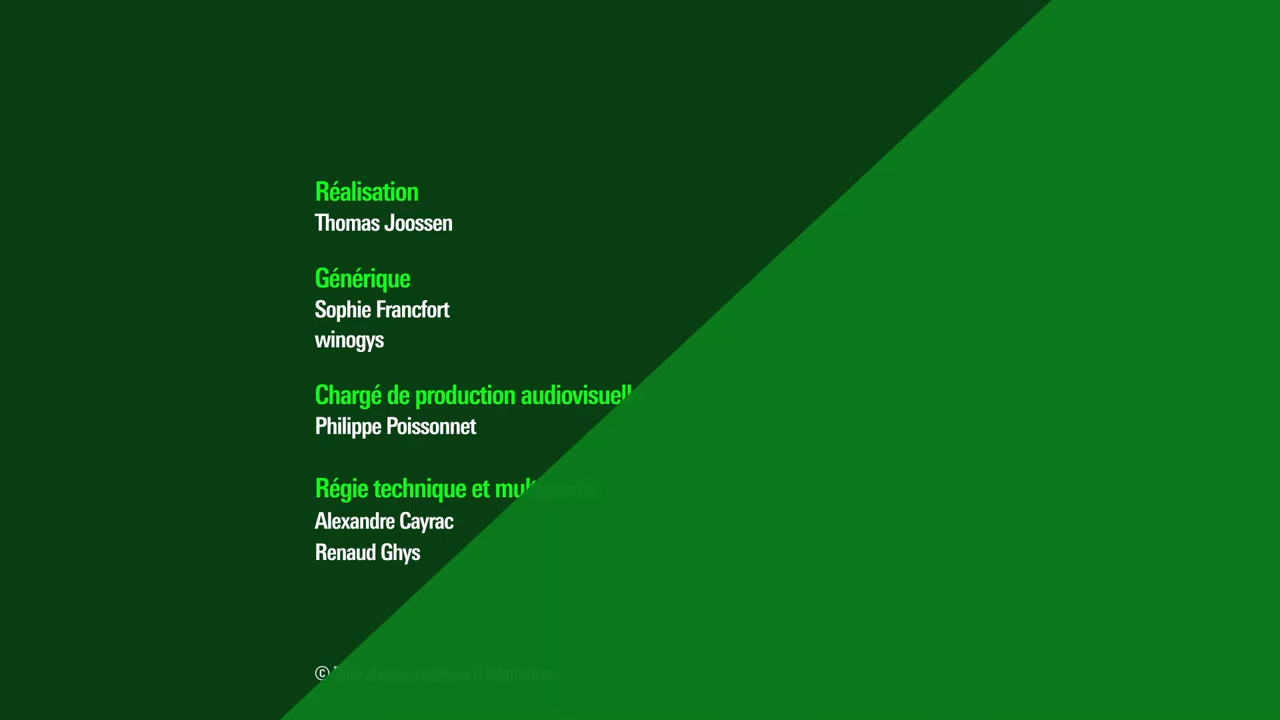 Réalisation
Thomas Joossen
Générique
Sophie Francfort
winogys
Chargé de production audiovisuell
Philippe Poissonnet
Régie technique et mul
Alexandre Cayrac
Renaud Ghys
©